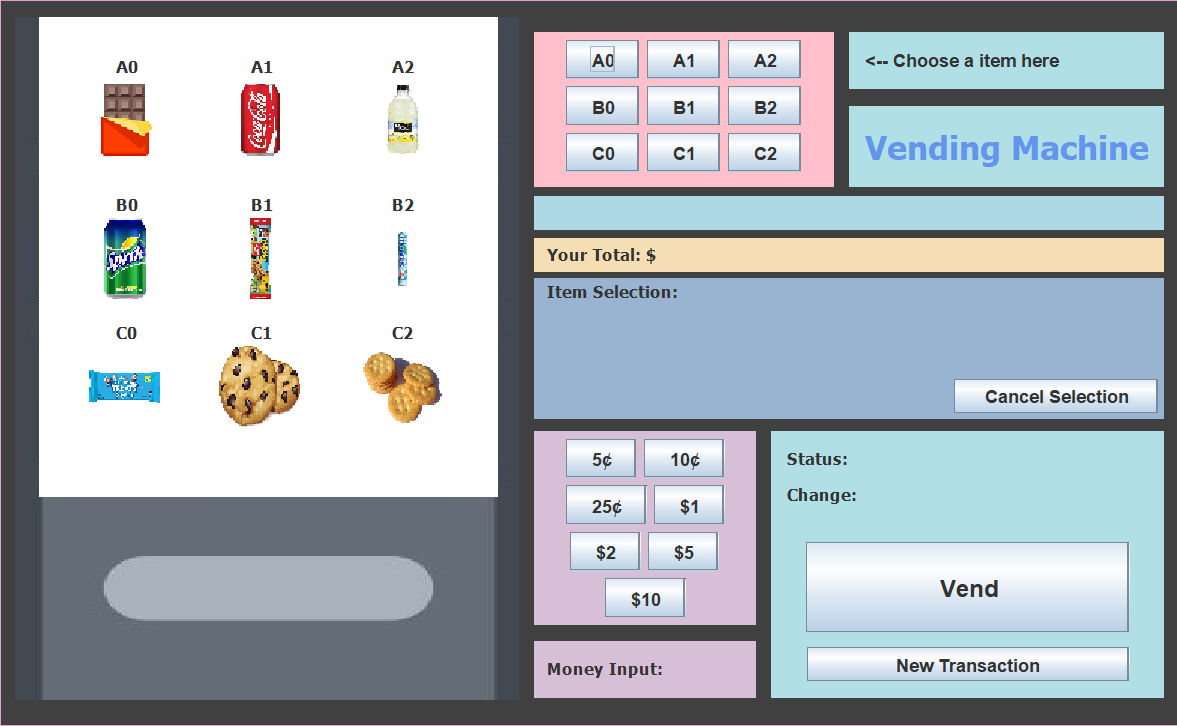 A0 A1 A2
Coca-Cola
B0 B1 B2
C0 C1 C2
A0 A1 A2
B0 B1 B2
C0 C1 C2
<-- Choose a item here
Vending Machine
Your Total: $
Item Selection:
Cancel Selection
5¢ 10¢
25¢ $1
$2 $5
$10
Money Input:
Status:
Change:
Vend
New Transaction